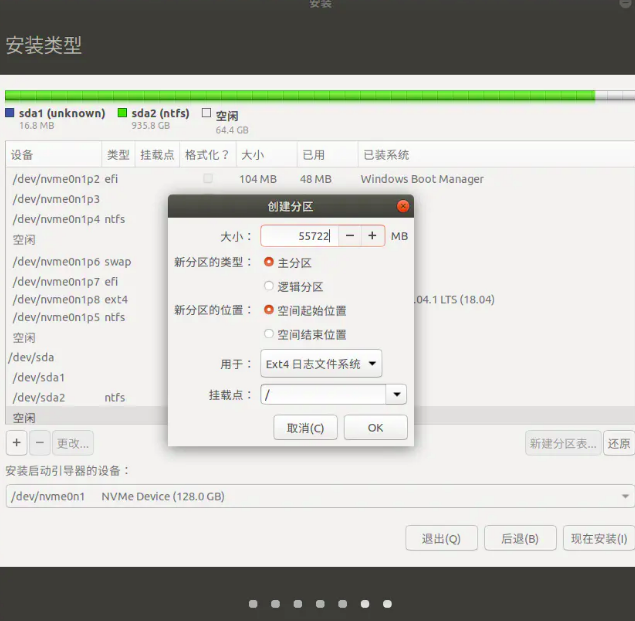 安装
安装类型
sda1 (unknown) sda2 (ntfs) 空闲
16.8 MB 935.8 GB 64.4 GB
设备 类型 挂载点 格式化？ 大小 已用 已装系统
/dev/nvme0n1p2 efi 104 MB 48 MB Windows Boot Manager
/dev/nvme0n1p3
/dev/nvme0n1p4 ntfs
空闲
/dev/nvme0n1p6 swap
/dev/nvme0n1p7 efi
/dev/nvme0n1p8 ext4 .04.1 LTS (18.04)
/dev/nvme0n1p5 ntfs
空闲
/dev/sda
/dev/sda1
/dev/sda2 ntfs
空闲
创建分区
大小： 55722 − + MB
新分区的类型： 主分区
逻辑分区
新分区的位置： 空间起始位置
空间结束位置
用于： Ext4 日志文件系统
挂载点： /
取消(C) OK
+ − 更改... 新建分区表... 还原
安装启动引导器的设备：
/dev/nvme0n1 NVMe Device (128.0 GB)
退出(Q) 后退(B) 现在安装(I)